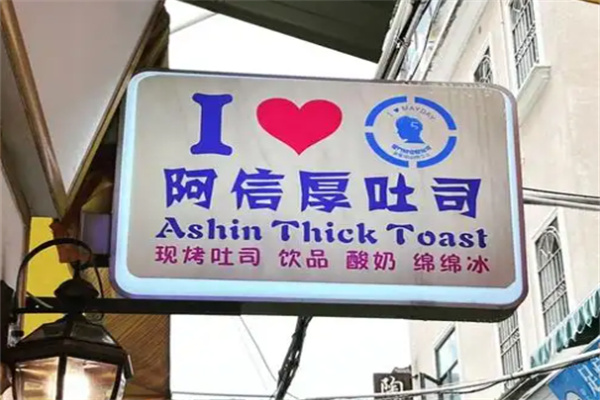 I ❤
I ❤ MAYDAY
阿信厚吐司
Ashin Thick Toast
现烤吐司 饮品 酸奶 绵绵冰
陶